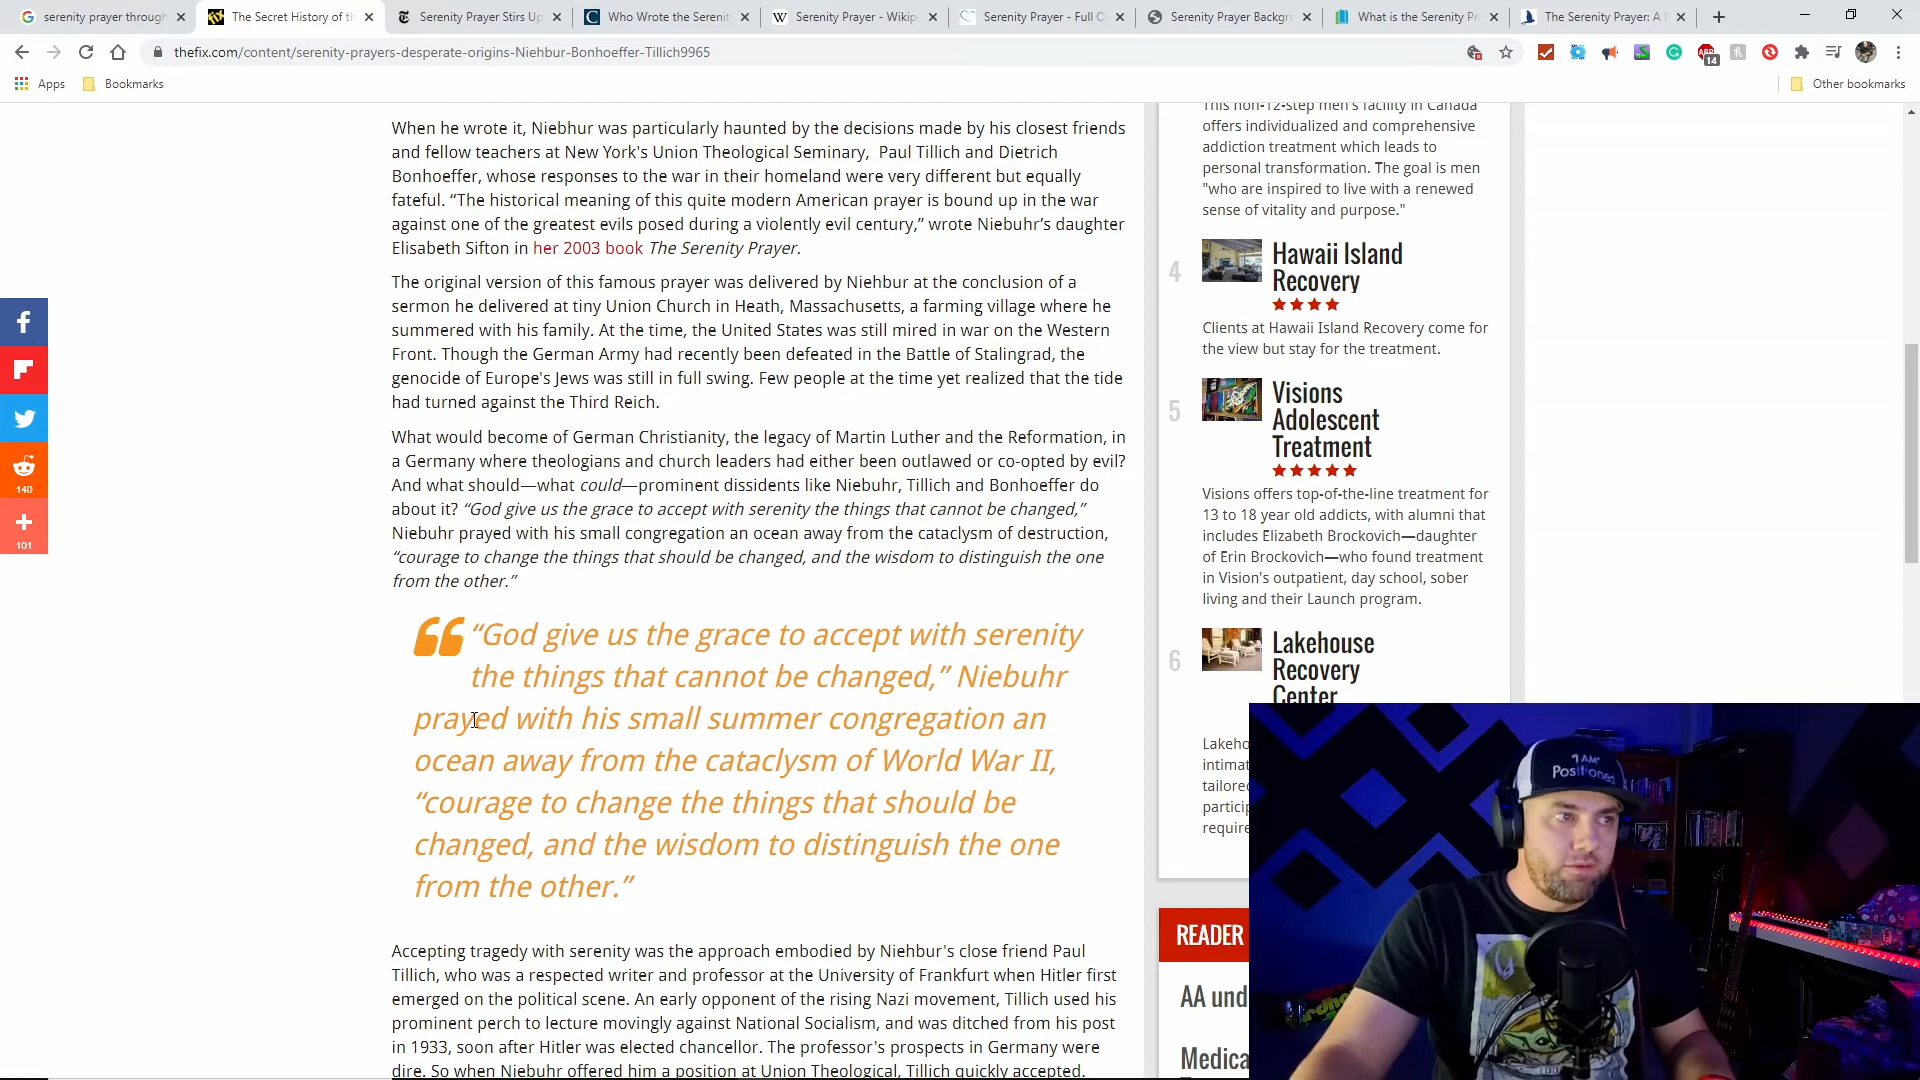 serenity prayer through
The Secret History of th
Serenity Prayer Stirs Up
Who Wrote the Serenit
Serenity Prayer - Wikipe
Serenity Prayer - Full
Serenity Prayer Backgro
What is the Serenity Pr
The Serenity Prayer: A
thefix.com/content/serenity-prayers-desperate-origins-Niehbur-Bonhoeffer-Tillich9965
14
Apps
Bookmarks
Other bookmarks
When he wrote it, Niebhur was particularly haunted by the decisions made by his closest friends
and fellow teachers at New York's Union Theological Seminary, Paul Tillich and Dietrich
Bonhoeffer, whose responses to the war in their homeland were very different but equally
fateful. “The historical meaning of this quite modern American prayer is bound up in the war
against one of the greatest evils posed during a violently evil century,” wrote Niebuhr’s daughter
Elisabeth Sifton in her 2003 book The Serenity Prayer.
The original version of this famous prayer was delivered by Niehbur at the conclusion of a
sermon he delivered at tiny Union Church in Heath, Massachusetts, a farming village where he
summered with his family. At the time, the United States was still mired in war on the Western
Front. Though the German Army had recently been defeated in the Battle of Stalingrad, the
genocide of Europe's Jews was still in full swing. Few people at the time yet realized that the tide
had turned against the Third Reich.
What would become of German Christianity, the legacy of Martin Luther and the Reformation, in
a Germany where theologians and church leaders had either been outlawed or co-opted by evil?
And what should—what could—prominent dissidents like Niebuhr, Tillich and Bonhoeffer do
about it? “God give us the grace to accept with serenity the things that cannot be changed,”
Niebuhr prayed with his small congregation an ocean away from the cataclysm of destruction,
“courage to change the things that should be changed, and the wisdom to distinguish the one
from the other.”
“God give us the grace to accept with serenity
the things that cannot be changed,” Niebuhr
prayed with his small summer congregation an
ocean away from the cataclysm of World War II,
“courage to change the things that should be
changed, and the wisdom to distinguish the one
from the other.”
Accepting tragedy with serenity was the approach embodied by Niehbur's close friend Paul
Tillich, who was a respected writer and professor at the University of Frankfurt when Hitler first
emerged on the political scene. An early opponent of the rising Nazi movement, Tillich used his
prominent perch to lecture movingly against National Socialism, and was ditched from his post
in 1933, soon after Hitler was elected chancellor. The professor's prospects in Germany were
dire. So when Niebuhr offered him a position at Union Theological, Tillich quickly accepted.
140
101
This non-12-step men's facility in Canada
offers individualized and comprehensive
addiction treatment which leads to
personal transformation. The goal is men
"who are inspired to live with a renewed
sense of vitality and purpose."
4
Hawaii Island
Recovery
Clients at Hawaii Island Recovery come for
the view but stay for the treatment.
5
Visions
Adolescent
Treatment
Visions offers top-of-the-line treatment for
13 to 18 year old addicts, with alumni that
includes Elizabeth Brockovich—daughter
of Erin Brockovich—who found treatment
in Vision's outpatient, day school, sober
living and their Launch program.
6
Lakehouse
Recovery
Center
Lakeho
intimat
tailored
particip
require
READER
AA und
Medica
"I AM"
Positioned